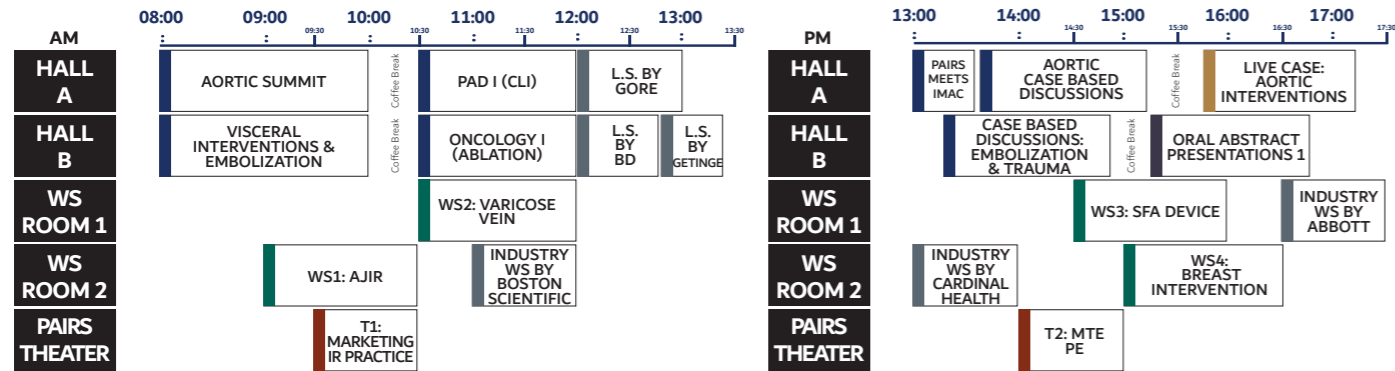 08:00 09:00 10:00 11:00 12:00 13:00
09:30 10:30 12:30 13:30
AM
HALL
A
AORTIC SUMMIT
Coffee Break
PAD I (CLI)
L.S. BY
GORE
HALL
B
VISCERAL
INTERVENTIONS &
EMBOLIZATION
Coffee Break
ONCOLOGY I
(ABLATION)
L.S.
BY
BD
L.S.
BY
GETINGE
WS
ROOM 1
WS2: VARICOSE
VEIN
WS
ROOM 2
WS1: AJIR
INDUSTRY
WS BY
BOSTON
SCIENTIFIC
PAIRS
THEATER
T1:
MARKETING
IR PRACTICE
13:00 14:00 15:00 16:00 17:00
14:30 15:30 16:30 17:30
PM
HALL
A
PAIRS
MEETS
IMAC
AORTIC
CASE BASED
DISCUSSIONS
Coffee Break
LIVE CASE:
AORTIC
INTERVENTIONS
HALL
B
CASE BASED
DISCUSSIONS:
EMBOLIZATION
& TRAUMA
Coffee Break
ORAL ABSTRACT
PRESENTATIONS 1
WS
ROOM 1
WS3: SFA DEVICE
INDUSTRY
WS BY
ABBOTT
WS
ROOM 2
INDUSTRY
WS BY
CARDINAL
HEALTH
WS4:
BREAST
INTERVENTION
PAIRS
THEATER
T2: MTE
PE